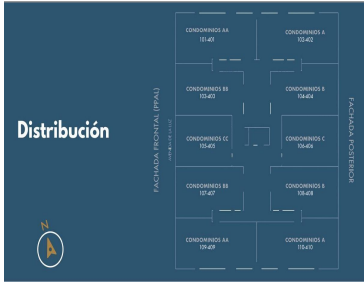 Distribución
N
FACHADA FRONTAL (PPAL)
CONDOMINIOS AA
101-401
CONDOMINIOS A
102-402
CONDOMINIOS BB
103-403
CONDOMINIOS B
104-404
CONDOMINIOS CC
105-405
CONDOMINIOS C
106-406
CONDOMINIOS BB
107-407
CONDOMINIOS B
108-408
CONDOMINIOS AA
109-409
CONDOMINIOS A
110-410
FACHADA POSTERIOR